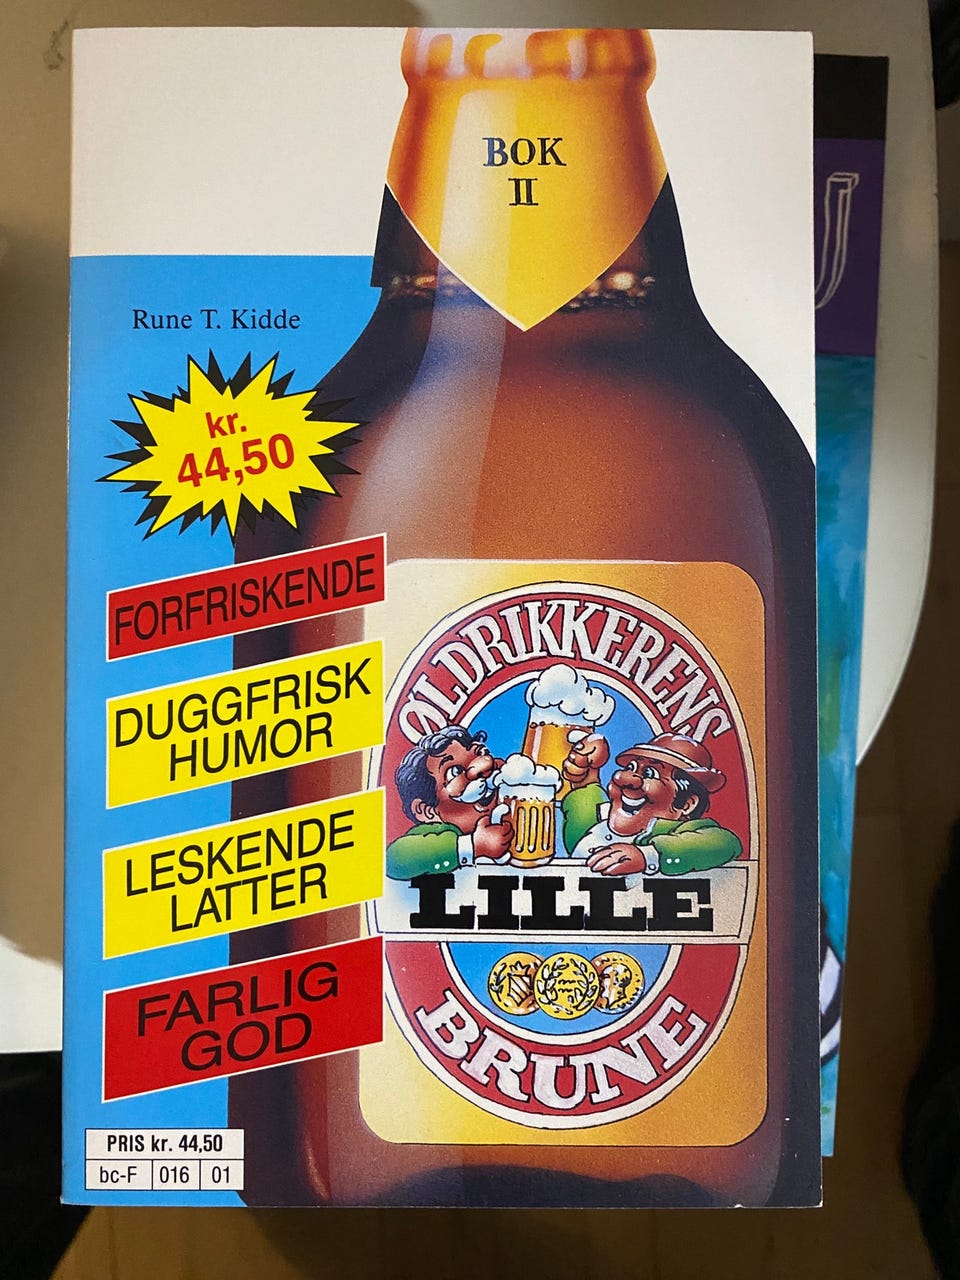 BOK
II
Rune T. Kidde
kr.
44,50
FORFRISKENDE
DUGGFRISK
HUMOR
LESKENDE
LATTER
FARLIG
GOD
ØLDRIKKERENS
LILLE
BRUNE
PRIS kr. 44,50
bc-F 016 01